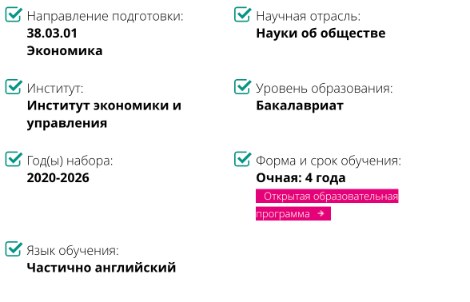 Направление подготовки:
38.03.01
Экономика
Научная отрасль:
Науки об обществе
Институт:
Институт экономики и
управления
Уровень образования:
Бакалавриат
Год(ы) набора:
2020-2026
Форма и срок обучения:
Очная: 4 года
Открытая образовательная
программа →
Язык обучения:
Частично английский